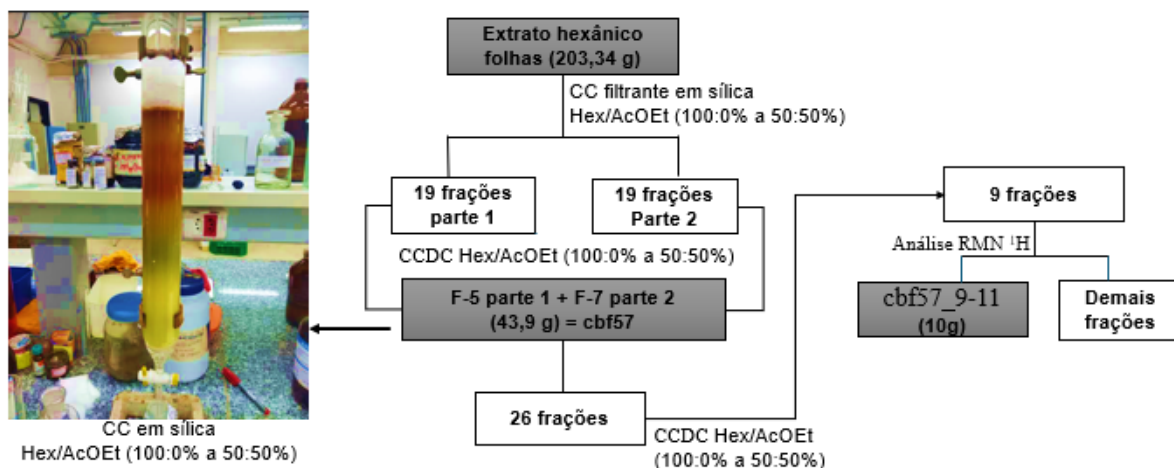 Extrato hexânico
folhas (203,34 g)
CC filtrante em sílica
Hex/AcOEt (100:0% a 50:50%)
19 frações
parte 1
19 frações
Parte 2
CCDC Hex/AcOEt (100:0% a 50:50%)
F-5 parte 1 + F-7 parte 2
(43,9 g) = cbf57
CC em sílica
Hex/AcOEt (100:0% a 50:50%)
26 frações
CCDC Hex/AcOEt
(100:0% a 50:50%)
9 frações
Análise RMN ¹H
cbf57_9-11
(10g)
Demais
frações